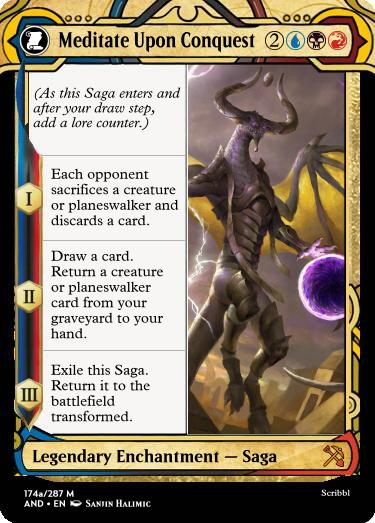 Meditate Upon Conquest 2
(As this Saga enters and
after your draw step,
add a lore counter.)
I
Each opponent
sacrifices a creature
or planeswalker and
discards a card.
II
Draw a card.
Return a creature
or planeswalker
card from your
graveyard to your
hand.
III
Exile this Saga.
Return it to the
battlefield
transformed.
Legendary Enchantment — Saga
174a/287 M
Scribbl
AND • EN Sanjin Halimic